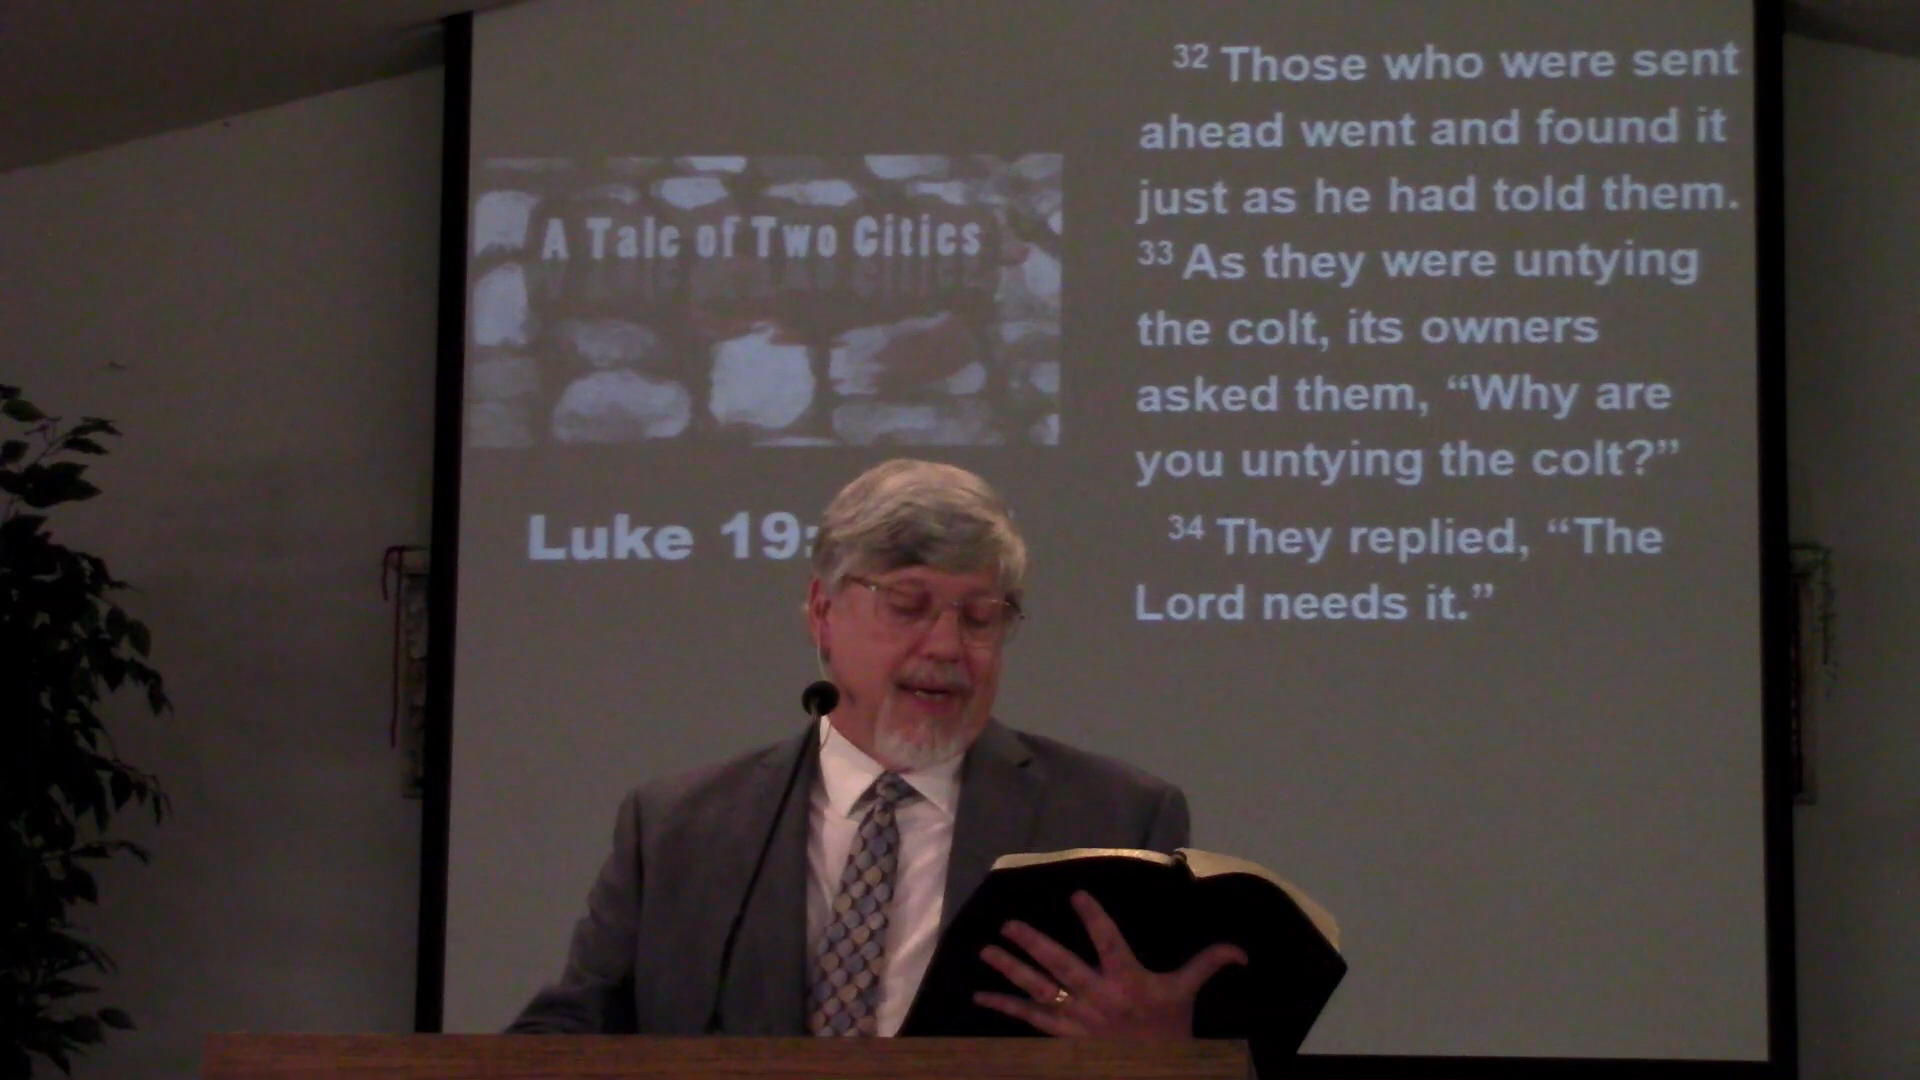 A Tale of Two Cities
Luke 19:
32 Those who were sent
ahead went and found it
just as he had told them.
33 As they were untying
the colt, its owners
asked them, “Why are
you untying the colt?”
34 They replied, “The
Lord needs it.”